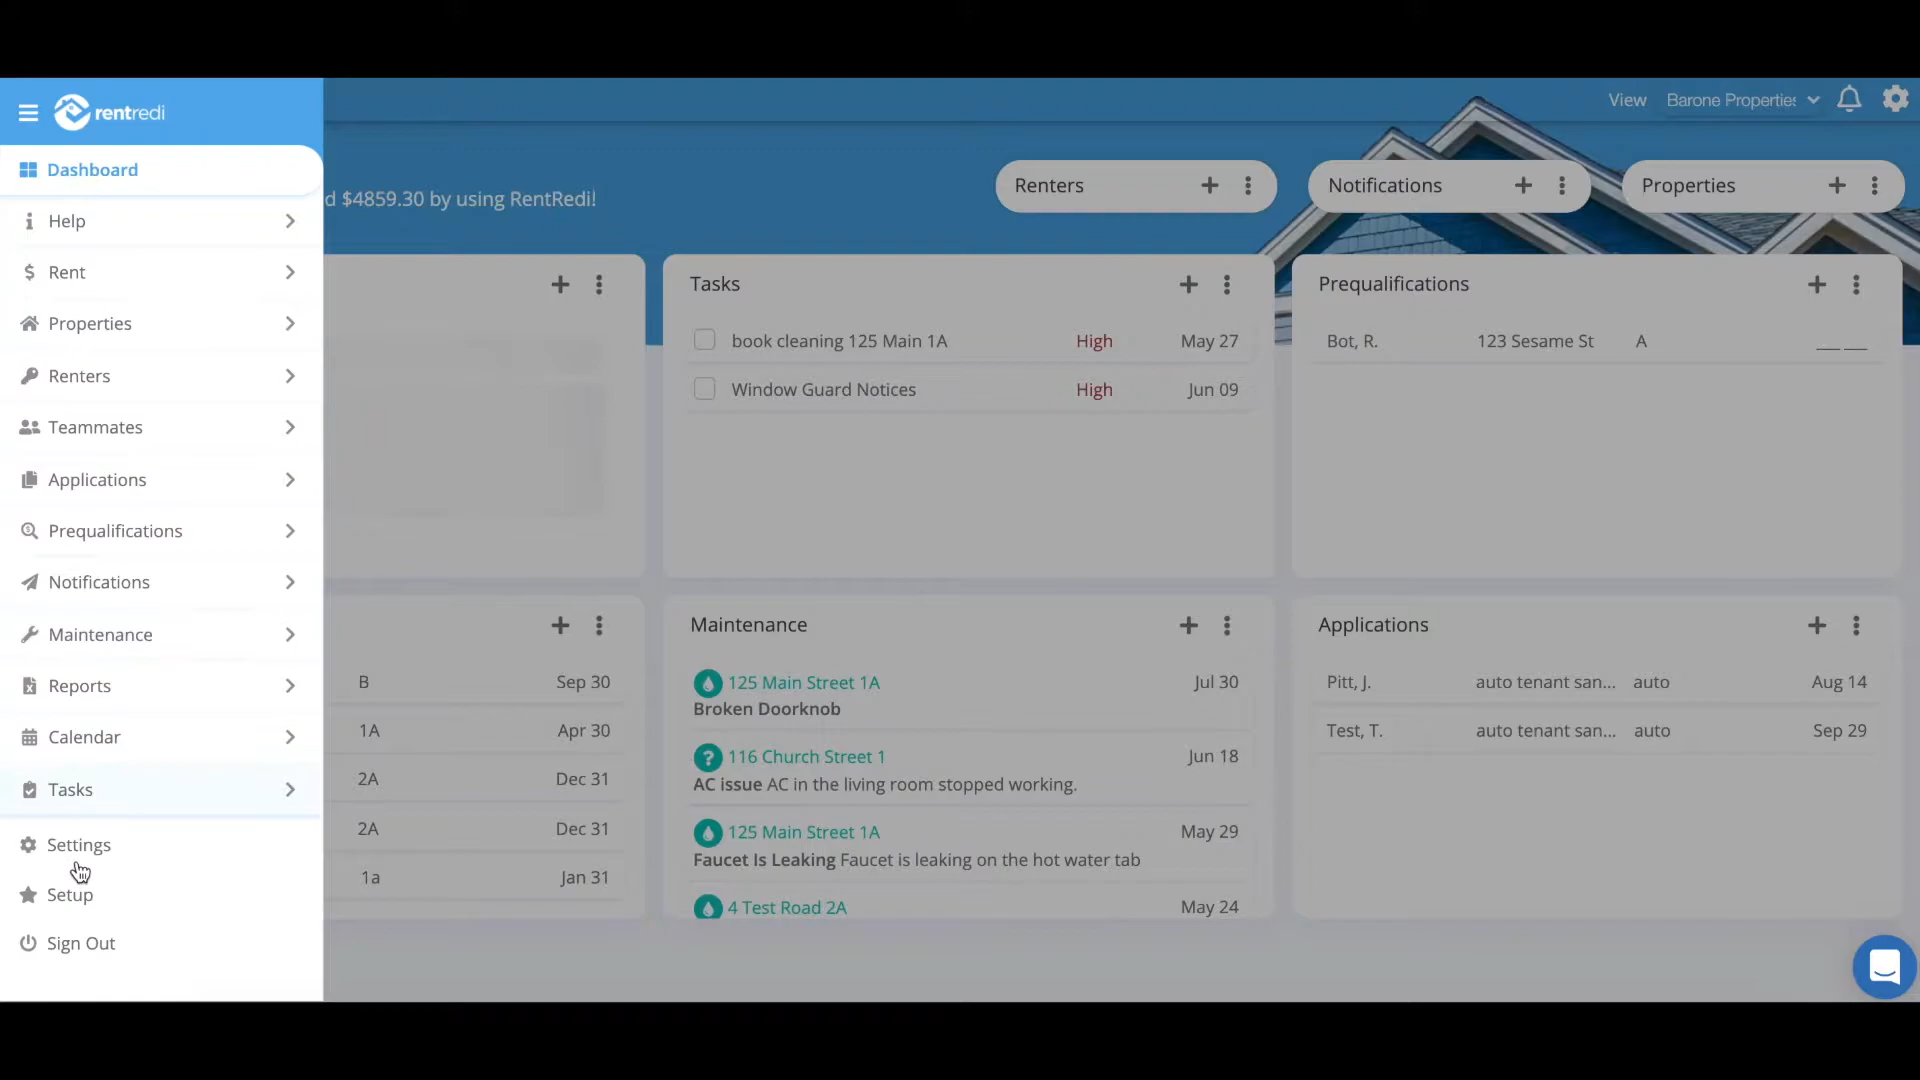 rentredi
View Barone Properties
Dashboard
Help
Rent
Properties
Renters
Teammates
Applications
Prequalifications
Notifications
Maintenance
Reports
Calendar
Tasks
Settings
Setup
Sign Out
d $4859.30 by using RentRedi!
Renters
Notifications
Properties
Tasks
book cleaning 125 Main 1A High May 27
Window Guard Notices High Jun 09
Prequalifications
Bot, R. 123 Sesame St A
B Sep 30
1A Apr 30
2A Dec 31
2A Dec 31
1a Jan 31
Maintenance
125 Main Street 1A Jul 30
Broken Doorknob
116 Church Street 1 Jun 18
AC issue AC in the living room stopped working.
125 Main Street 1A May 29
Faucet Is Leaking Faucet is leaking on the hot water tab
4 Test Road 2A May 24
Applications
Pitt, J. auto tenant san... auto Aug 14
Test, T. auto tenant san... auto Sep 29